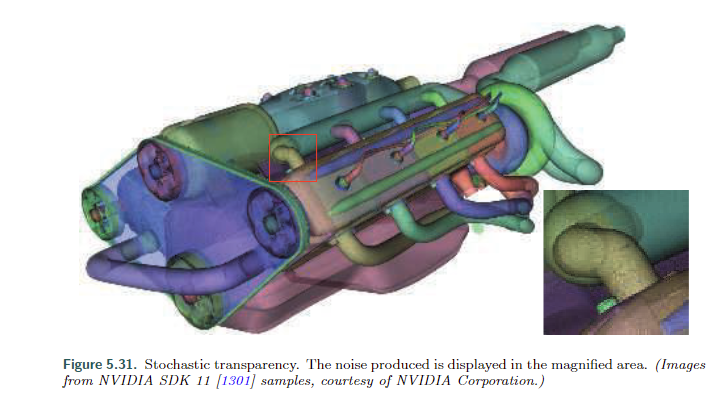 Figure 5.31. Stochastic transparency. The noise produced is displayed in the magnified area. (Images
from NVIDIA SDK 11 [1301] samples, courtesy of NVIDIA Corporation.)